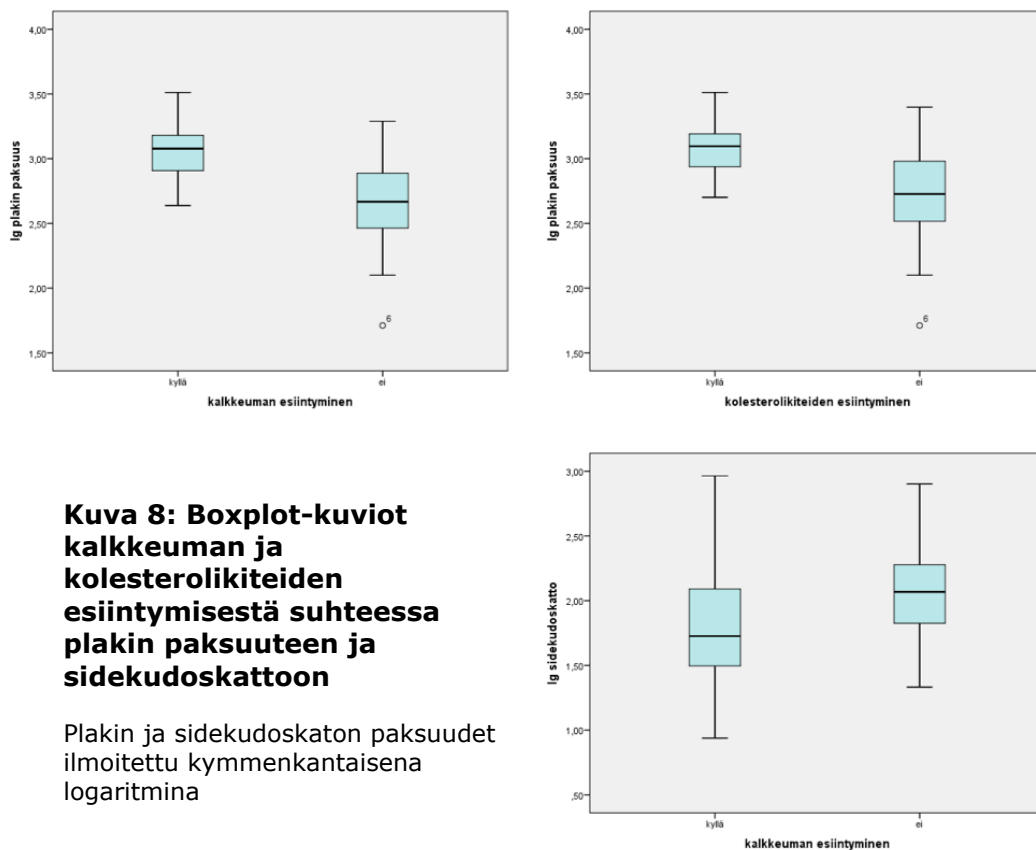 4,00
3,50
3,00
2,50
2,00
1,50
lg plakin paksuus
6
kyllä
ei
kalkkeuman esiintyminen
4,00
3,50
3,00
2,50
2,00
1,50
lg plakin paksuus
6
kyllä
ei
kolesterolikiteiden esiintyminen
Kuva 8: Boxplot-kuviot
kalkkeuman ja
kolesterolikiteiden
esiintymisestä suhteessa
plakin paksuuteen ja
sidekudoskattoon
Plakin ja sidekudoskaton paksuudet
ilmoitettu kymmenkantaisena
logaritmina
3,00
2,50
2,00
1,50
1,00
,50
lg sidekudoskatto
kyllä
ei
kalkkeuman esiintyminen